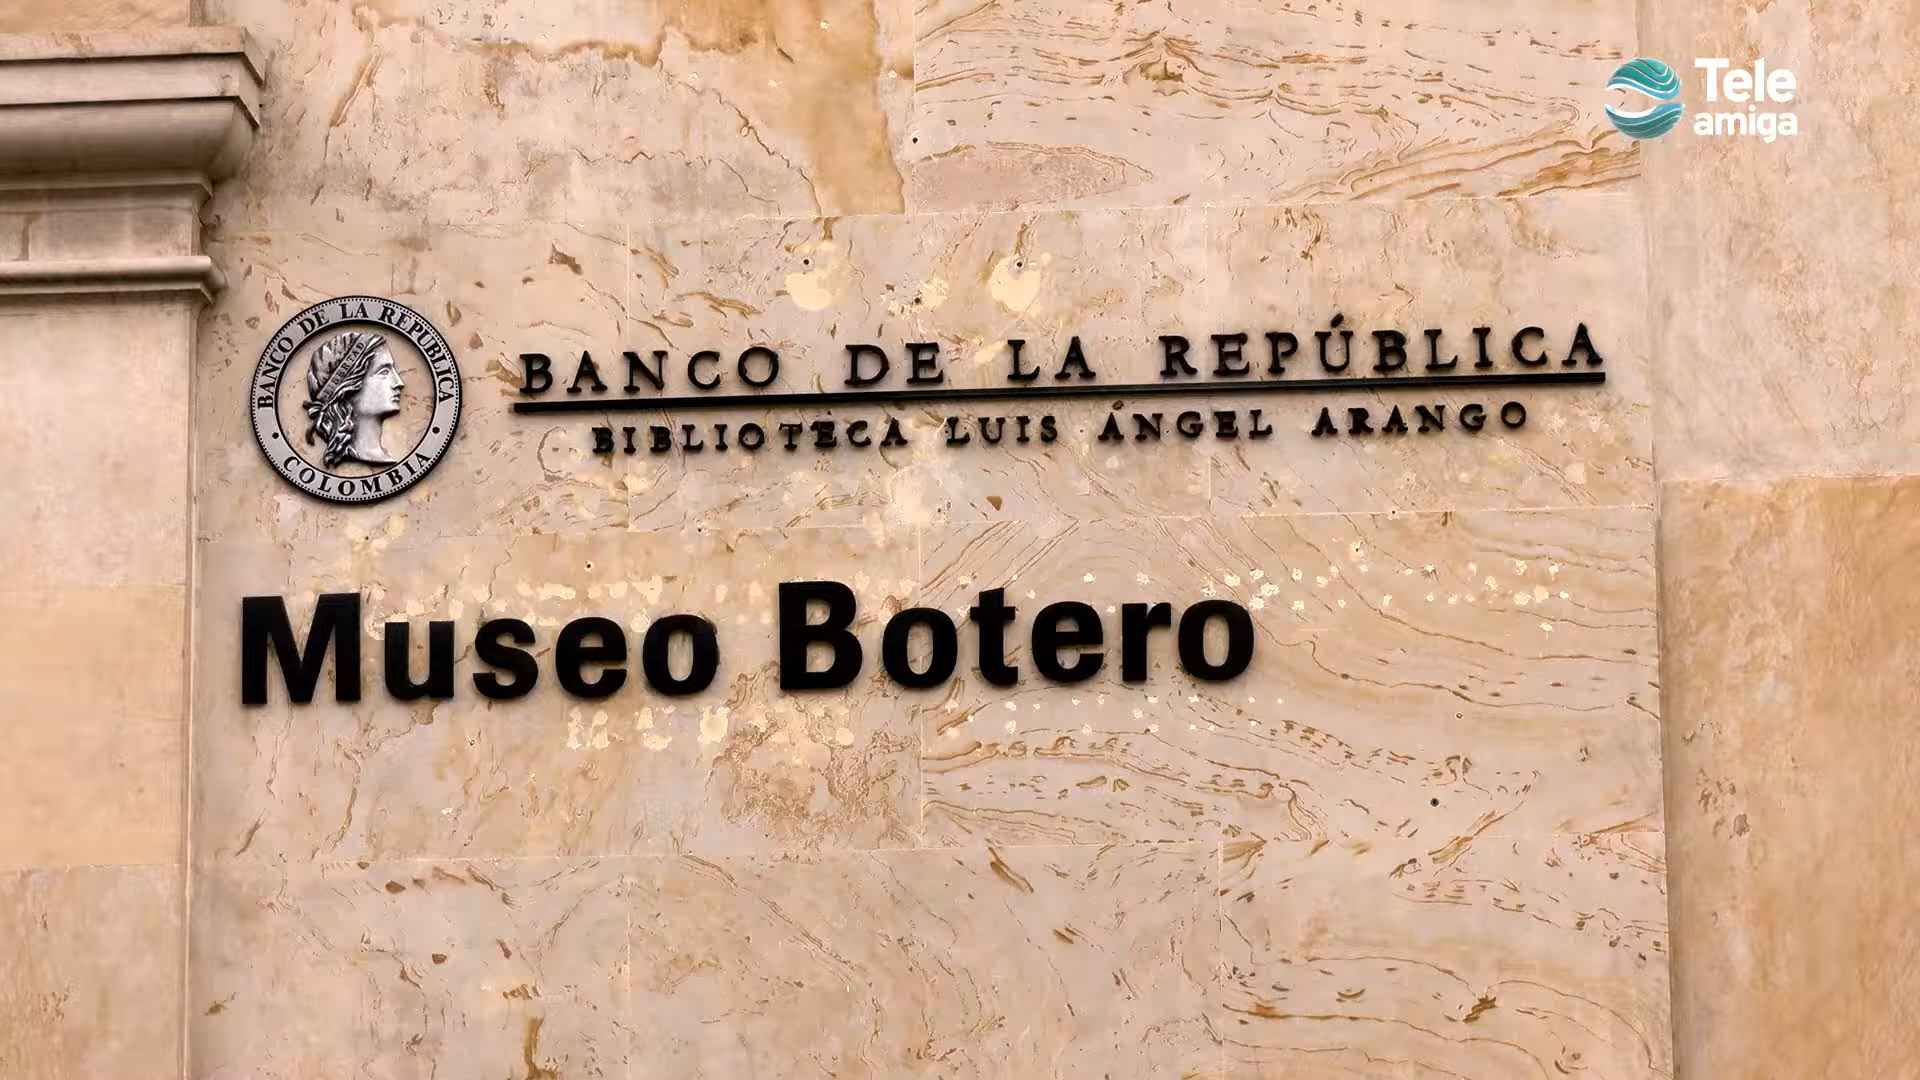 Tele
amiga
BANCO DE LA REPÚBLICA
LIBERTAD
COLOMBIA
BANCO DE LA REPÚBLICA
BIBLIOTECA LUIS ÁNGEL ARANGO
Museo Botero